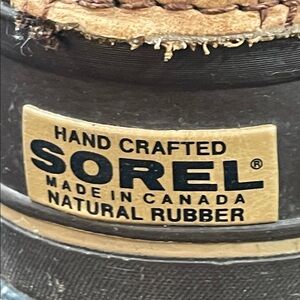 HAND CRAFTED
SOREL®
MADE IN CANADA
NATURAL RUBBER